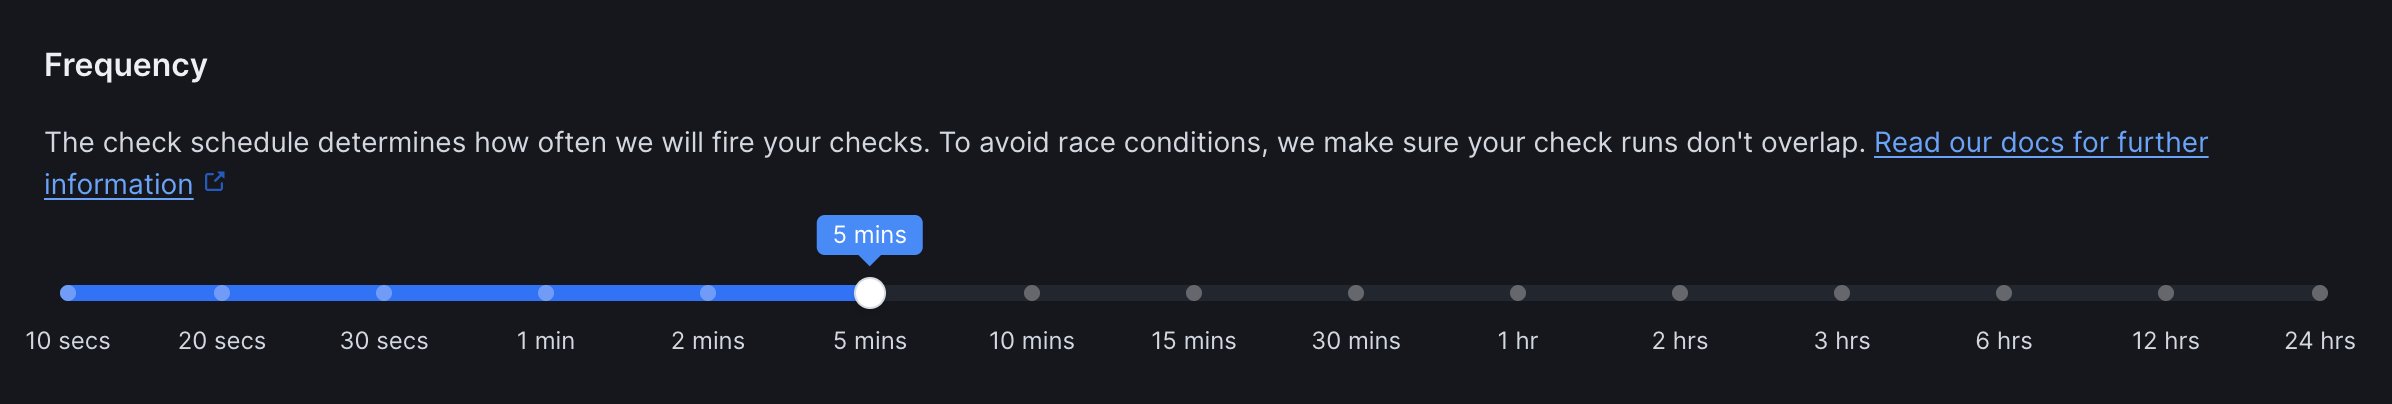 Frequency
The check schedule determines how often we will fire your checks. To avoid race conditions, we make sure your check runs don't overlap. Read our docs for further
information
5 mins
10 secs 20 secs 30 secs 1 min 2 mins 5 mins 10 mins 15 mins 30 mins 1 hr 2 hrs 3 hrs 6 hrs 12 hrs 24 hrs